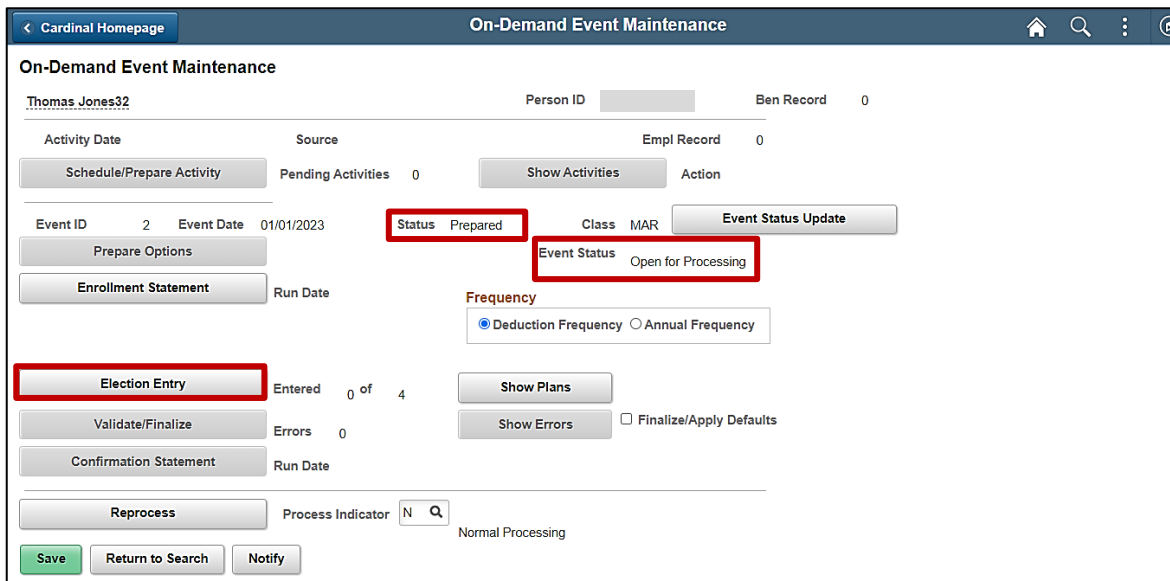 Cardinal Homepage On-Demand Event Maintenance
On-Demand Event Maintenance
Thomas Jones32 Person ID Ben Record 0
Activity Date Source Empl Record 0
Schedule/Prepare Activity Pending Activities 0 Show Activities Action
Event ID 2 Event Date 01/01/2023 Status Prepared Class MAR Event Status Update
Prepare Options Event Status Open for Processing
Enrollment Statement Run Date
Frequency
Deduction Frequency Annual Frequency
Election Entry Entered 0 of 4 Show Plans
Validate/Finalize Errors 0 Show Errors Finalize/Apply Defaults
Confirmation Statement Run Date
Reprocess Process Indicator N
Normal Processing
Save Return to Search Notify